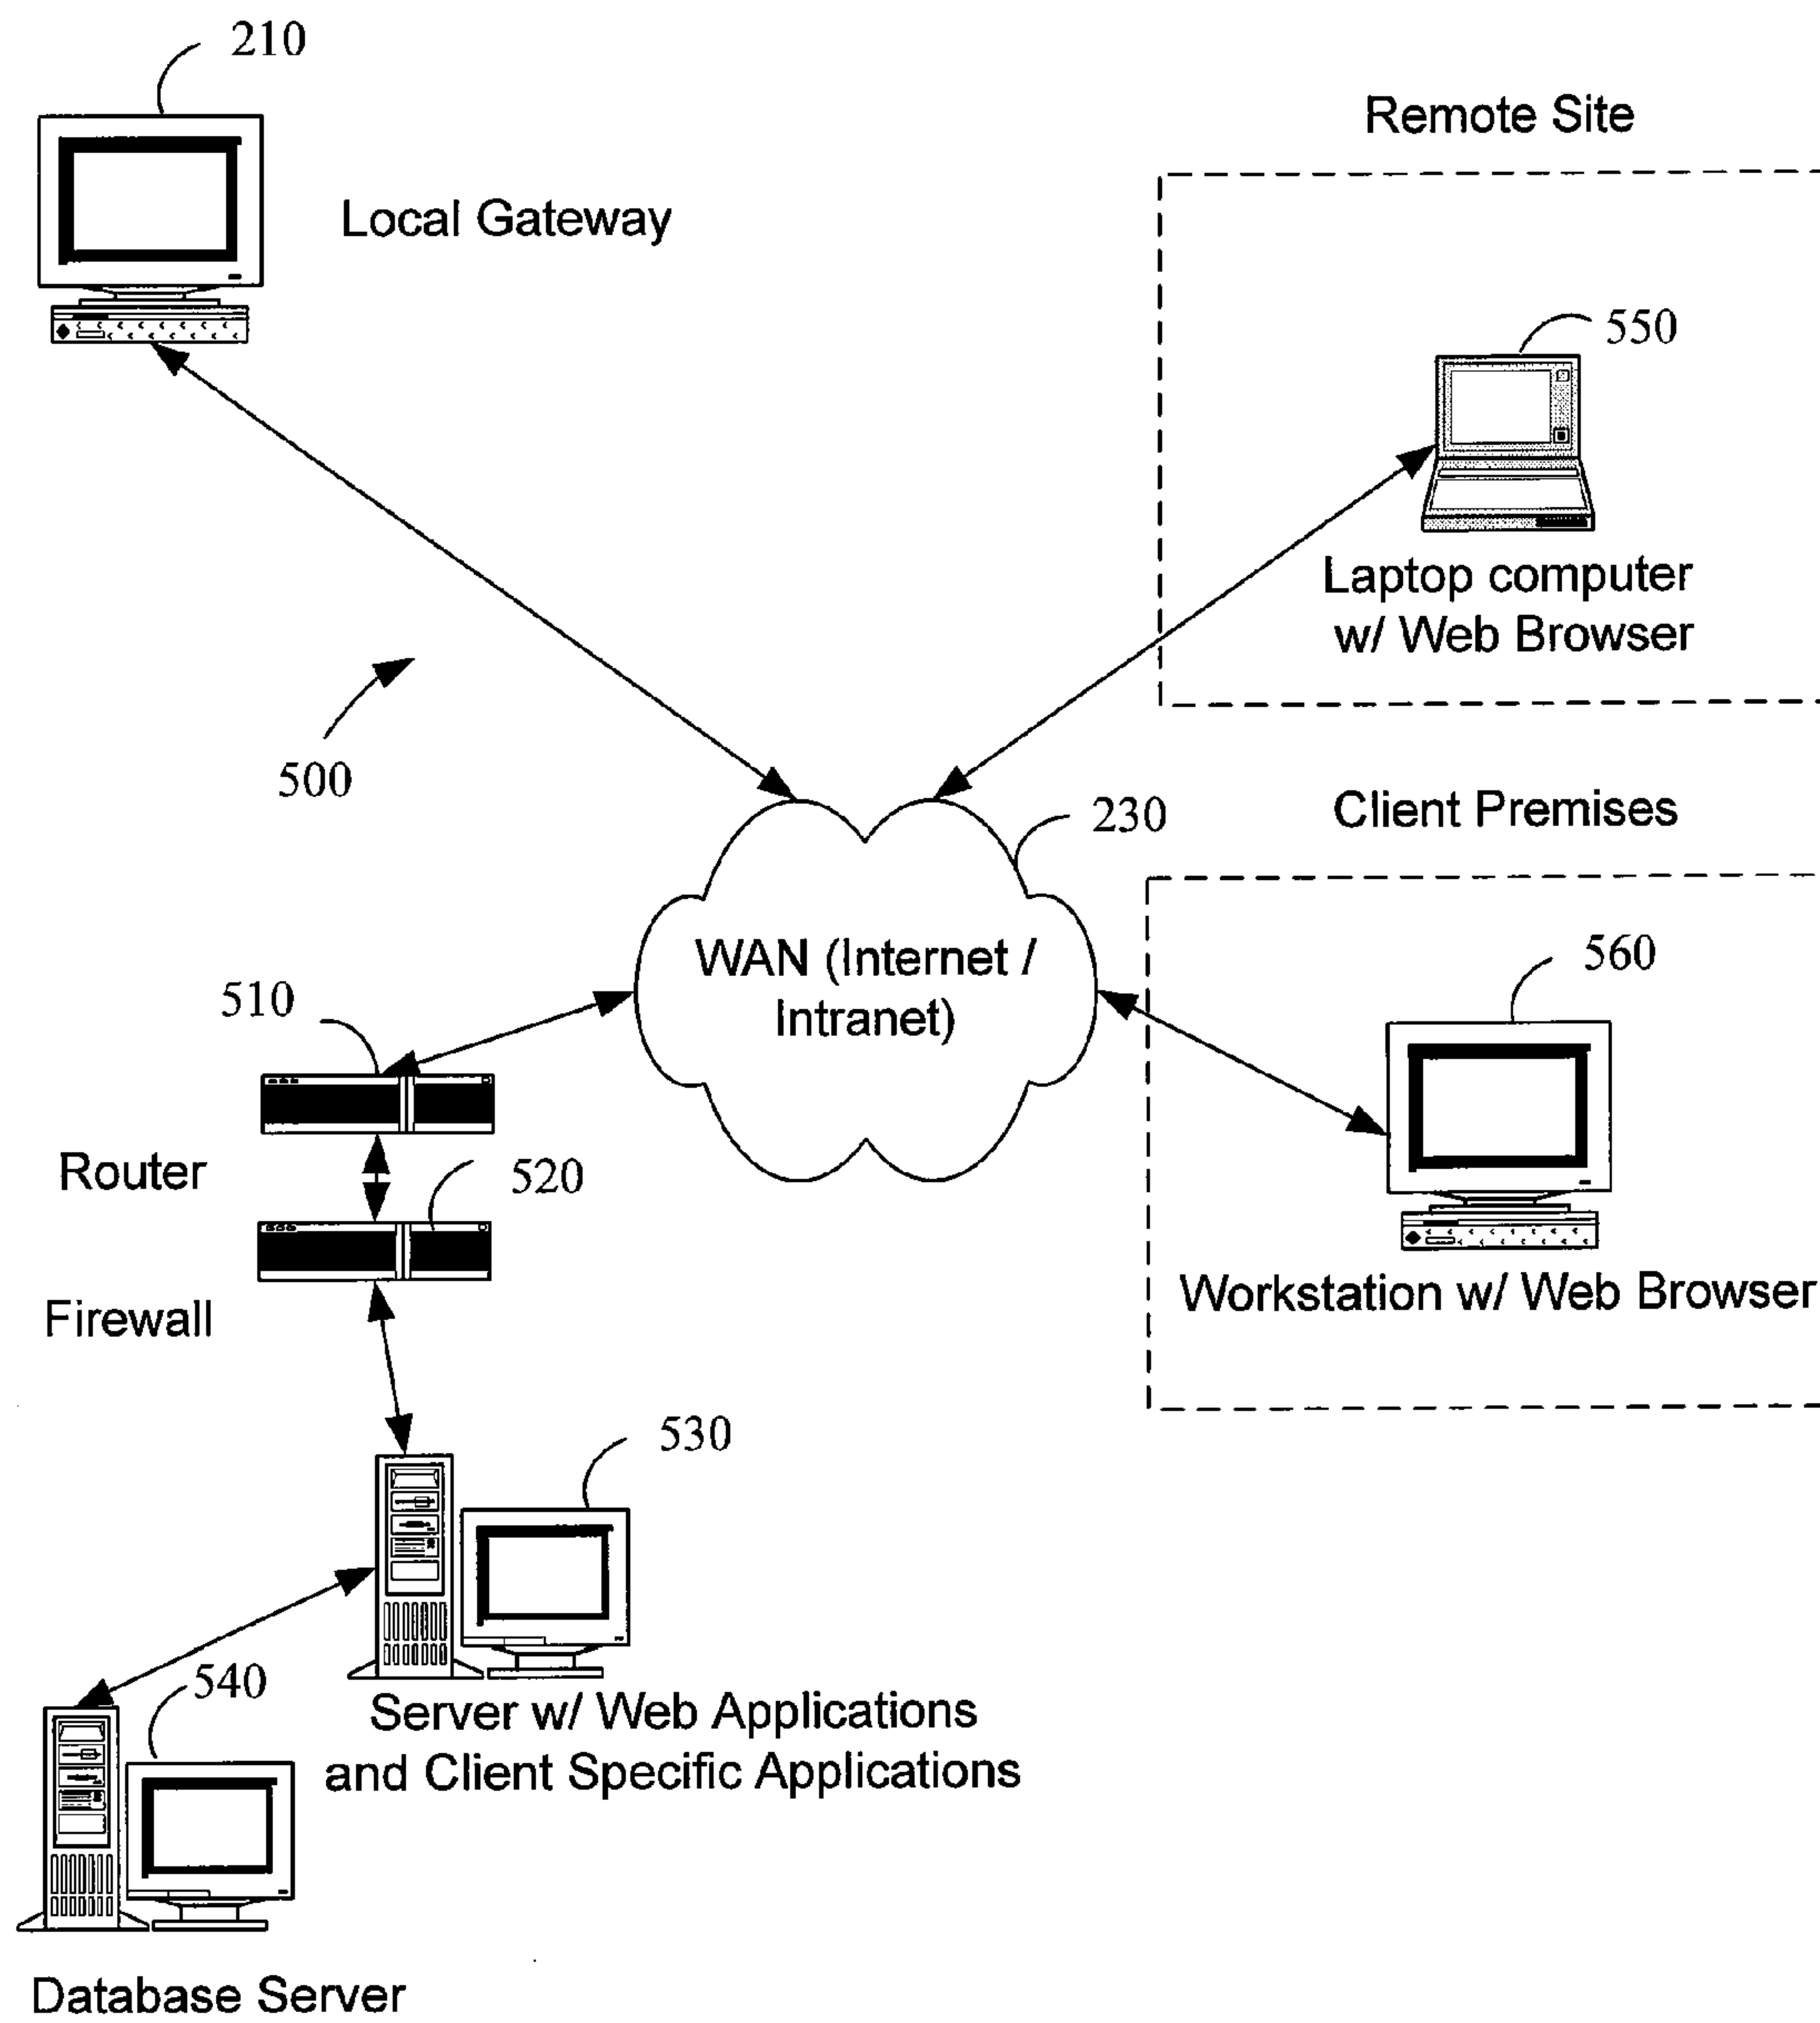 210
Remote Site
Local Gateway
550
Laptop computer
w/ Web Browser
500
230
Client Premises
WAN (Internet /
Intranet)
560
510
Router
520
Workstation w/ Web Browser
Firewall
530
540
Server w/ Web Applications
and Client Specific Applications
Database Server